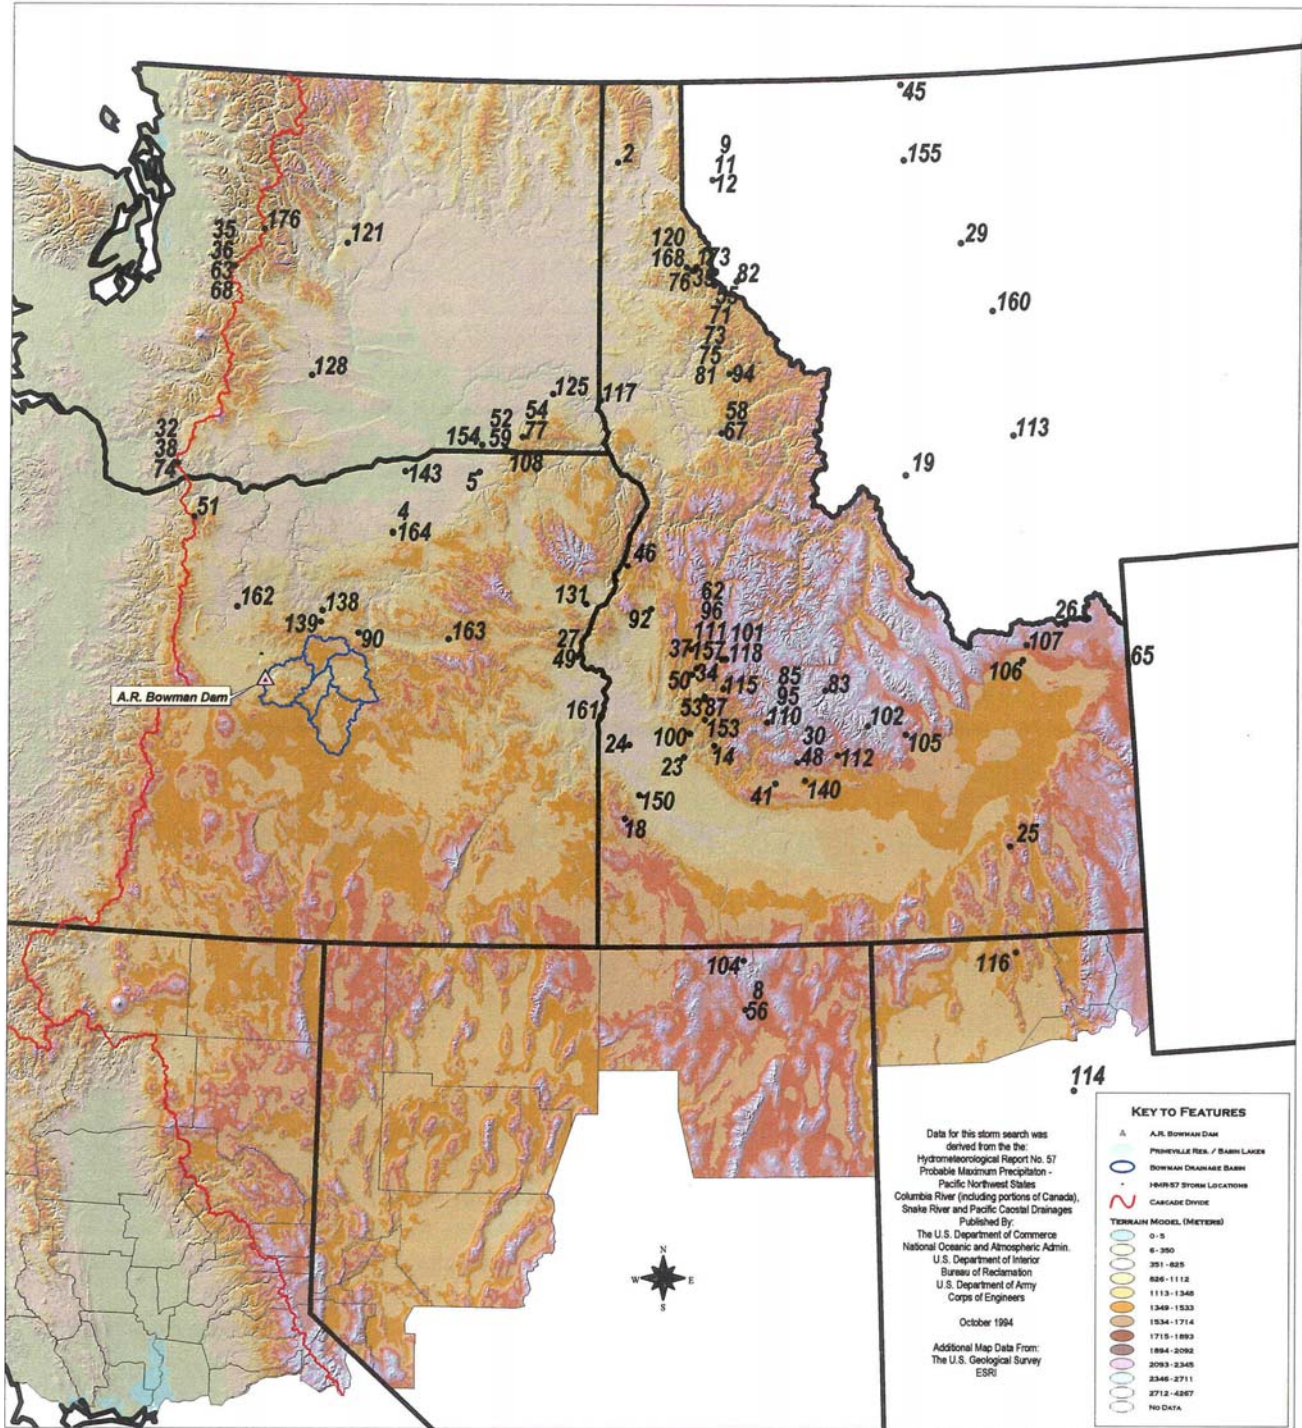 45
155
2
9
11
12
29
160
35
36
63
68
176
121
120
168
76
173
82
55
71
73
75
81
94
58
67
113
19
128
125
117
52
54
154
59
77
108
32
38
74
143
5
51
4
164
46
162
138
139
90
163
131
92
27
49
161
62
96
111
101
37
157
118
34
50
115
85
95
83
53
87
110
102
153
100
30
105
14
48
112
24
23
41
140
150
18
26
107
106
65
25
A.R. Bowman Dam
104
8
56
116
114
N
W
E
S
Data for this storm search was
derived from the the:
Hydrometeorological Report No. 57
Probable Maximum Precipitaton -
Pacific Northwest States
Columbia River (including portions of Canada),
Snake River and Pacific Caostal Drainages
Published By:
The U.S. Department of Commerce
National Oceanic and Atmospheric Admin.
U.S. Department of Interior
Bureau of Reclamation
U.S. Department of Army
Corps of Engineers
October 1994
Additional Map Data From:
The U.S. Geological Survey
ESRI
KEY TO FEATURES
A.R. BOWMAN DAM
PRINEVILLE RES. / BASIN LAKES
BOWMAN DRAINAGE BASIN
HMR-57 STORM LOCATIONS
CASCADE DIVIDE
TERRAIN MODEL (METERS)
0 - 5
6 - 350
351 - 825
826 - 1112
1113 - 1348
1349 - 1533
1534 - 1714
1715 - 1893
1894 - 2092
2093 - 2345
2346 - 2711
2712 - 4267
NO DATA